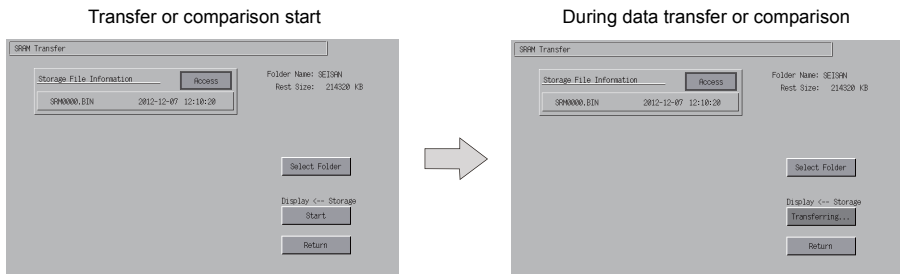 Transfer or comparison start
SRAM Transfer
Storage File Information
Access
SRM0000.BIN 2012-12-07 12:10:20
Folder Name: SEISAN
Rest Size: 214320 KB
Select Folder
Display <-- Storage
Start
Return
During data transfer or comparison
SRAM Transfer
Storage File Information
Access
SRM0000.BIN 2012-12-07 12:10:20
Folder Name: SEISAN
Rest Size: 214320 KB
Select Folder
Display <-- Storage
Transferring...
Return